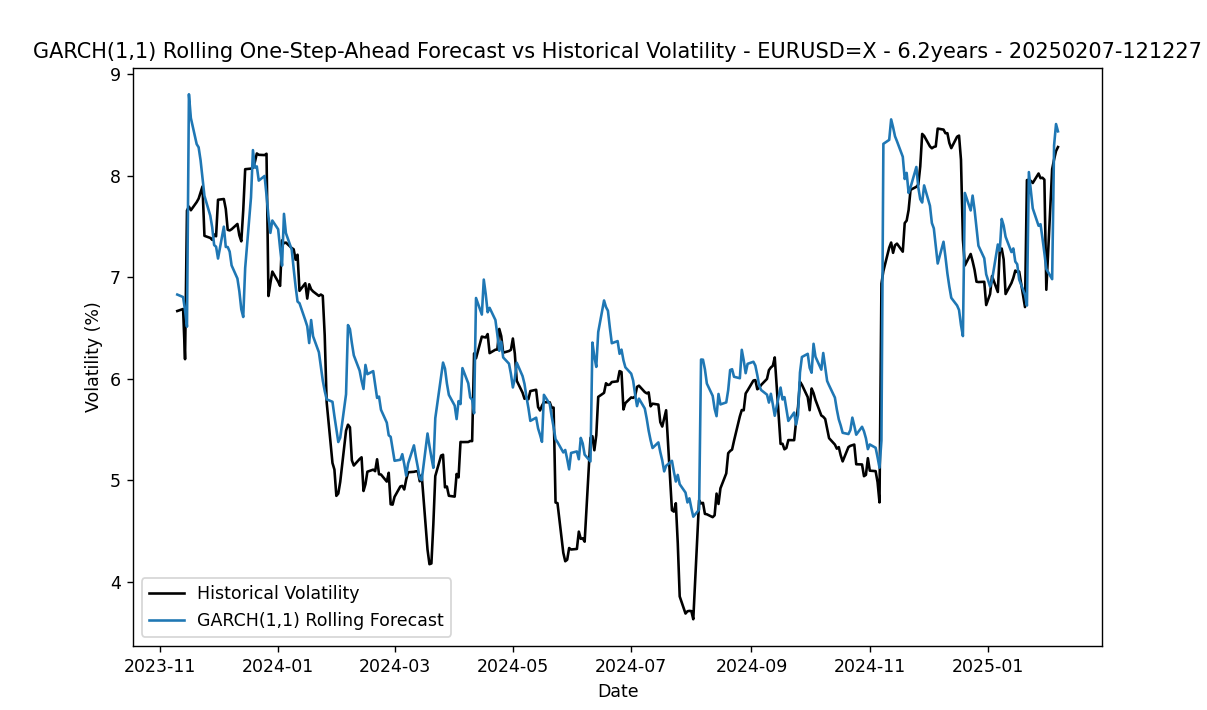 GARCH(1,1) Rolling One-Step-Ahead Forecast vs Historical Volatility - EURUSD=X - 6.2years - 20250207-121227
9
8
7
6
5
4
Volatility (%)
Historical Volatility
GARCH(1,1) Rolling Forecast
2023-11 2024-01 2024-03 2024-05 2024-07 2024-09 2024-11 2025-01
Date